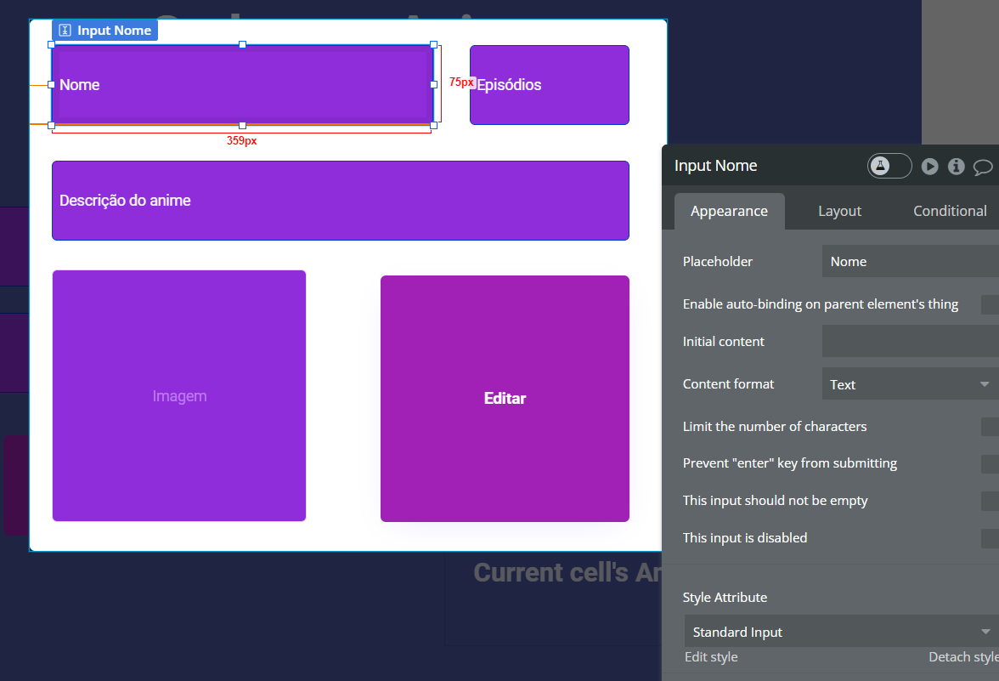 Input Nome
Nome
75px
Episódios
359px
Descrição do anime
Imagem
Editar
Current cell's
Input Nome
Appearance
Layout
Conditional
Placeholder
Nome
Enable auto-binding on parent element's thing
Initial content
Content format
Text
Limit the number of characters
Prevent "enter" key from submitting
This input should not be empty
This input is disabled
Style Attribute
Standard Input
Edit style
Detach style